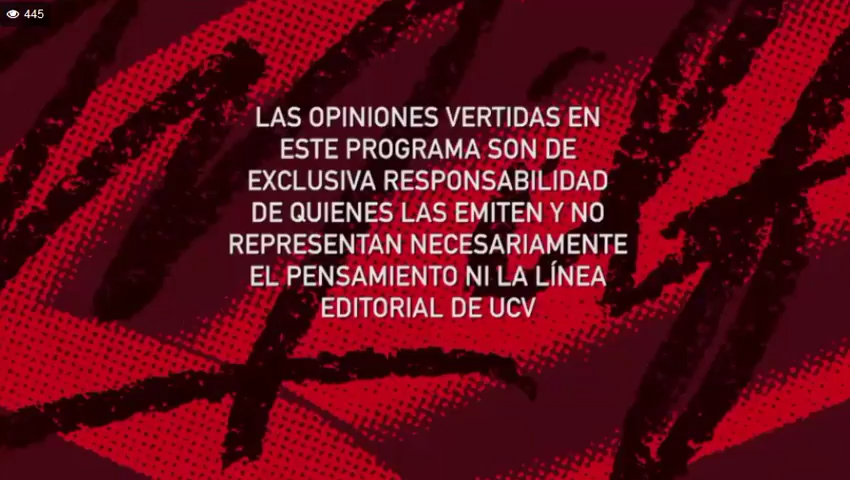 445
LAS OPINIONES VERTIDAS EN
ESTE PROGRAMA SON DE
EXCLUSIVA RESPONSABILIDAD
DE QUIENES LAS EMITEN Y NO
REPRESENTAN NECESARIAMENTE
EL PENSAMIENTO NI LA LÍNEA
EDITORIAL DE UCV